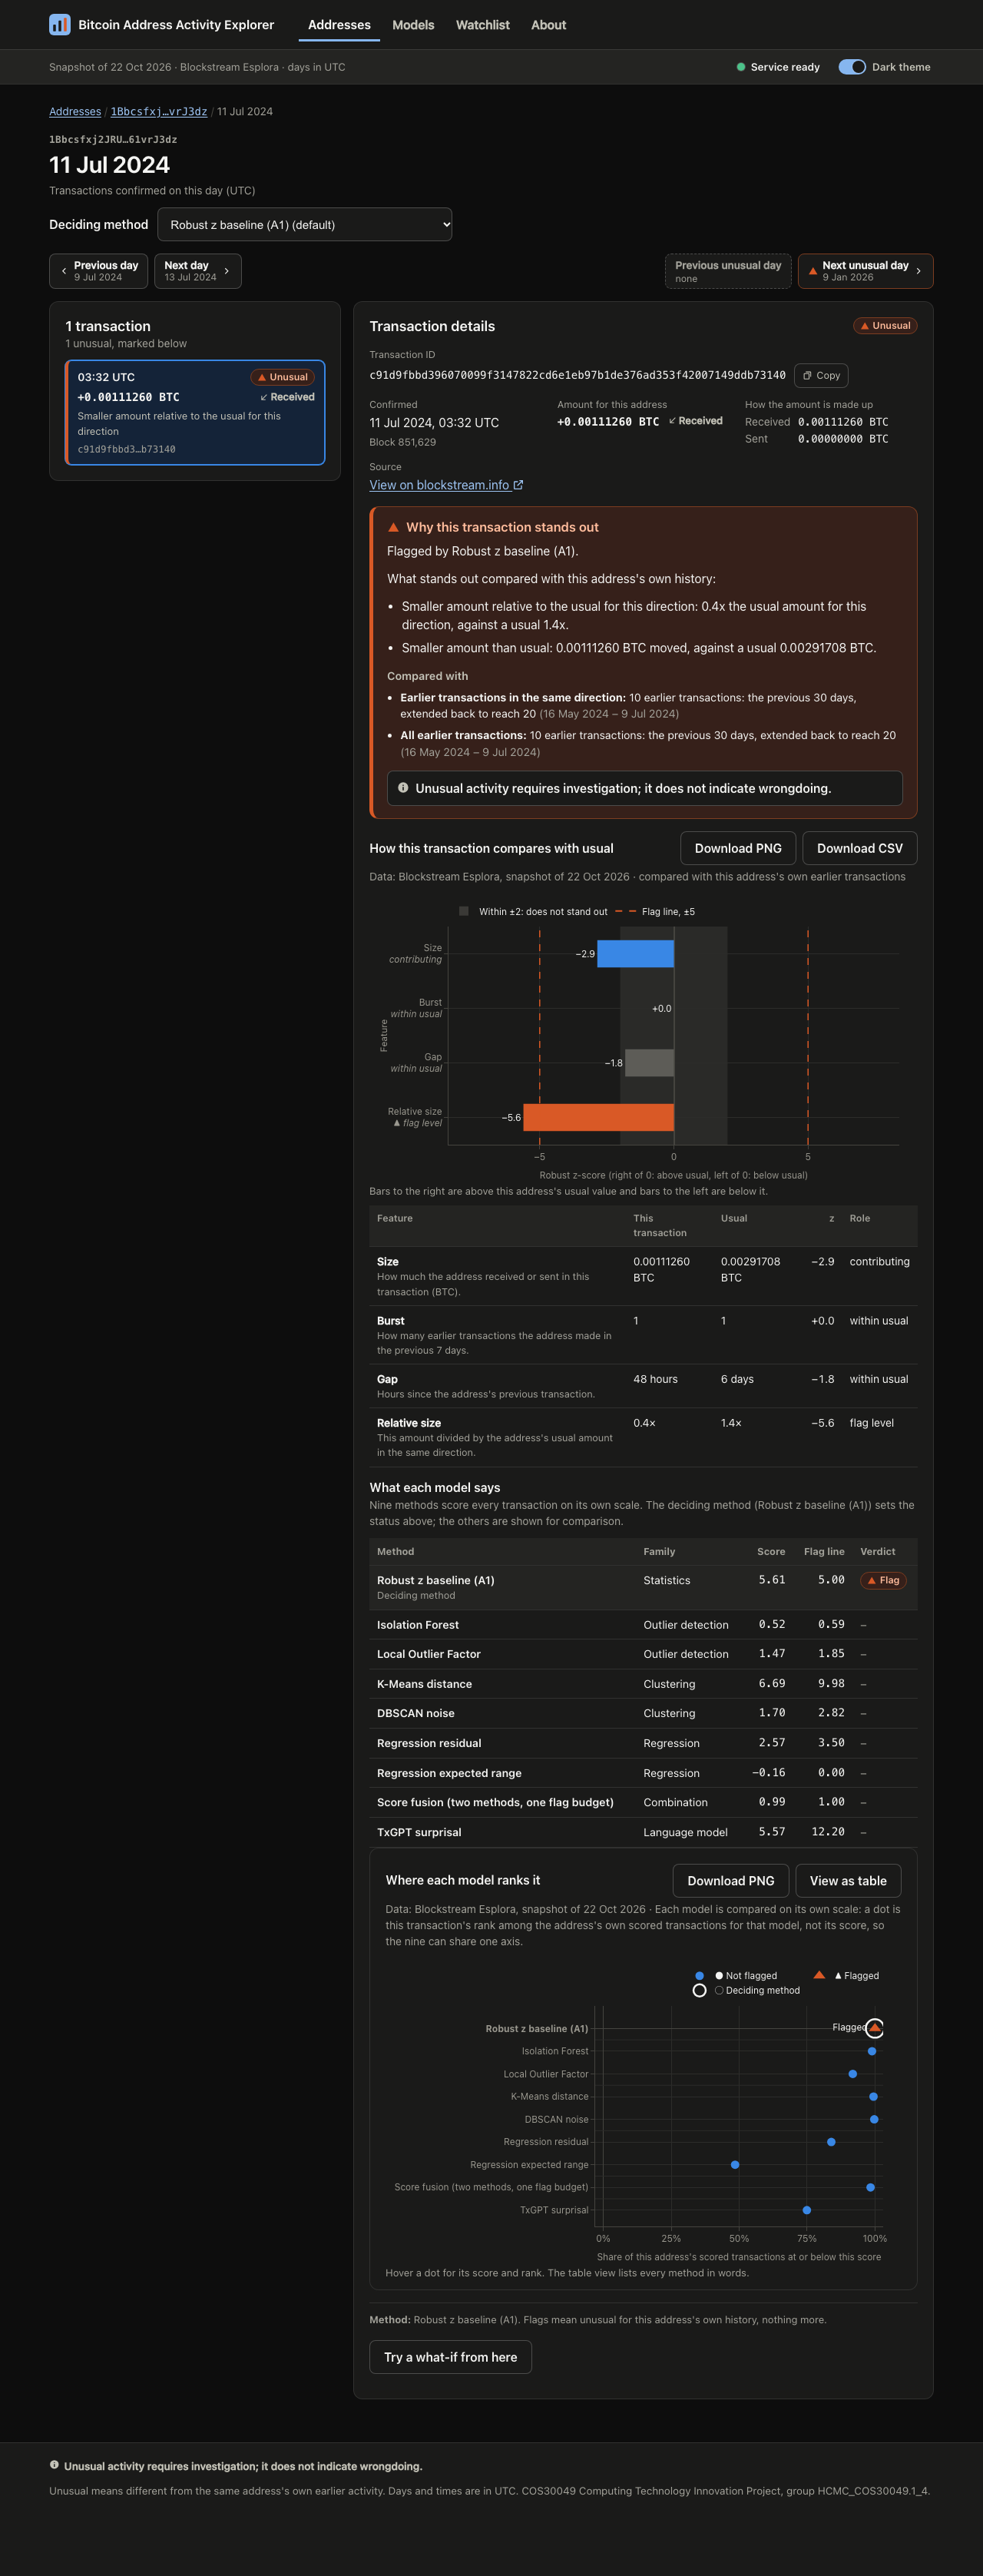 Bitcoin Address Activity Explorer
Addresses
Models
Watchlist
About
Snapshot of 22 Oct 2026 · Blockstream Esplora · days in UTC
Service ready
Dark theme
Addresses / 1Bbcsfxj…vrJ3dz / 11 Jul 2024
1Bbcsfxj2JRU…61vrJ3dz
11 Jul 2024
Transactions confirmed on this day (UTC)
Deciding method
Robust z baseline (A1) (default)
Previous day
9 Jul 2024
Next day
13 Jul 2024
Previous unusual day
none
Next unusual day
9 Jan 2026
1 transaction
1 unusual, marked below
03:32 UTC
Unusual
+0.00111260 BTC
↙ Received
Smaller amount relative to the usual for this
direction
c91d9fbbd3…b73140
Transaction details
Unusual
Transaction ID
c91d9fbbd396070099f3147822cd6e1eb97b1de376ad353f42007149ddb73140
Copy
Confirmed
11 Jul 2024, 03:32 UTC
Block 851,629
Amount for this address
+0.00111260 BTC ↙ Received
How the amount is made up
Received 0.00111260 BTC
Sent 0.00000000 BTC
Source
View on blockstream.info
Why this transaction stands out
Flagged by Robust z baseline (A1).
What stands out compared with this address's own history:
• Smaller amount relative to the usual for this direction: 0.4x the usual amount for this
direction, against a usual 1.4x.
• Smaller amount than usual: 0.00111260 BTC moved, against a usual 0.00291708 BTC.
Compared with
• Earlier transactions in the same direction: 10 earlier transactions: the previous 30 days,
extended back to reach 20 (16 May 2024 – 9 Jul 2024)
• All earlier transactions: 10 earlier transactions: the previous 30 days, extended back to reach 20
(16 May 2024 – 9 Jul 2024)
Unusual activity requires investigation; it does not indicate wrongdoing.
How this transaction compares with usual
Download PNG
Download CSV
Data: Blockstream Esplora, snapshot of 22 Oct 2026 · compared with this address's own earlier transactions
Within ±2: does not stand out
Flag line, ±5
Feature
Size
contributing
−2.9
Burst
within usual
+0.0
Gap
within usual
−1.8
Relative size
▲ flag level
−5.6
−5
0
5
Robust z-score (right of 0: above usual, left of 0: below usual)
Bars to the right are above this address's usual value and bars to the left are below it.
Feature This transaction Usual z Role
Size 0.00111260 BTC 0.00291708 BTC −2.9 contributing
How much the address received or sent in this
transaction (BTC).
Burst 1 1 +0.0 within usual
How many earlier transactions the address made in
the previous 7 days.
Gap 48 hours 6 days −1.8 within usual
Hours since the address's previous transaction.
Relative size 0.4× 1.4× −5.6 flag level
This amount divided by the address's usual amount
in the same direction.
What each model says
Nine methods score every transaction on its own scale. The deciding method (Robust z baseline (A1)) sets the
status above; the others are shown for comparison.
Method Family Score Flag line Verdict
Robust z baseline (A1) Statistics 5.61 5.00 ▲ Flag
Deciding method
Isolation Forest Outlier detection 0.52 0.59 –
Local Outlier Factor Outlier detection 1.47 1.85 –
K-Means distance Clustering 6.69 9.98 –
DBSCAN noise Clustering 1.70 2.82 –
Regression residual Regression 2.57 3.50 –
Regression expected range Regression −0.16 0.00 –
Score fusion (two methods, one flag budget) Combination 0.99 1.00 –
TxGPT surprisal Language model 5.57 12.20 –
Where each model ranks it
Download PNG
View as table
Data: Blockstream Esplora, snapshot of 22 Oct 2026 · Each model is compared on its own scale: a dot is
this transaction's rank among the address's own scored transactions for that model, not its score, so
the nine can share one axis.
● Not flagged
▲ Flagged
○ Deciding method
Robust z baseline (A1)
Flagged
Isolation Forest
Local Outlier Factor
K-Means distance
DBSCAN noise
Regression residual
Regression expected range
Score fusion (two methods, one flag budget)
TxGPT surprisal
0%
25%
50%
75%
100%
Share of this address's scored transactions at or below this score
Hover a dot for its score and rank. The table view lists every method in words.
Method: Robust z baseline (A1). Flags mean unusual for this address's own history, nothing more.
Try a what-if from here
Unusual activity requires investigation; it does not indicate wrongdoing.
Unusual means different from the same address's own earlier activity. Days and times are in UTC. COS30049 Computing Technology Innovation Project, group HCMC_COS30049.1_4.